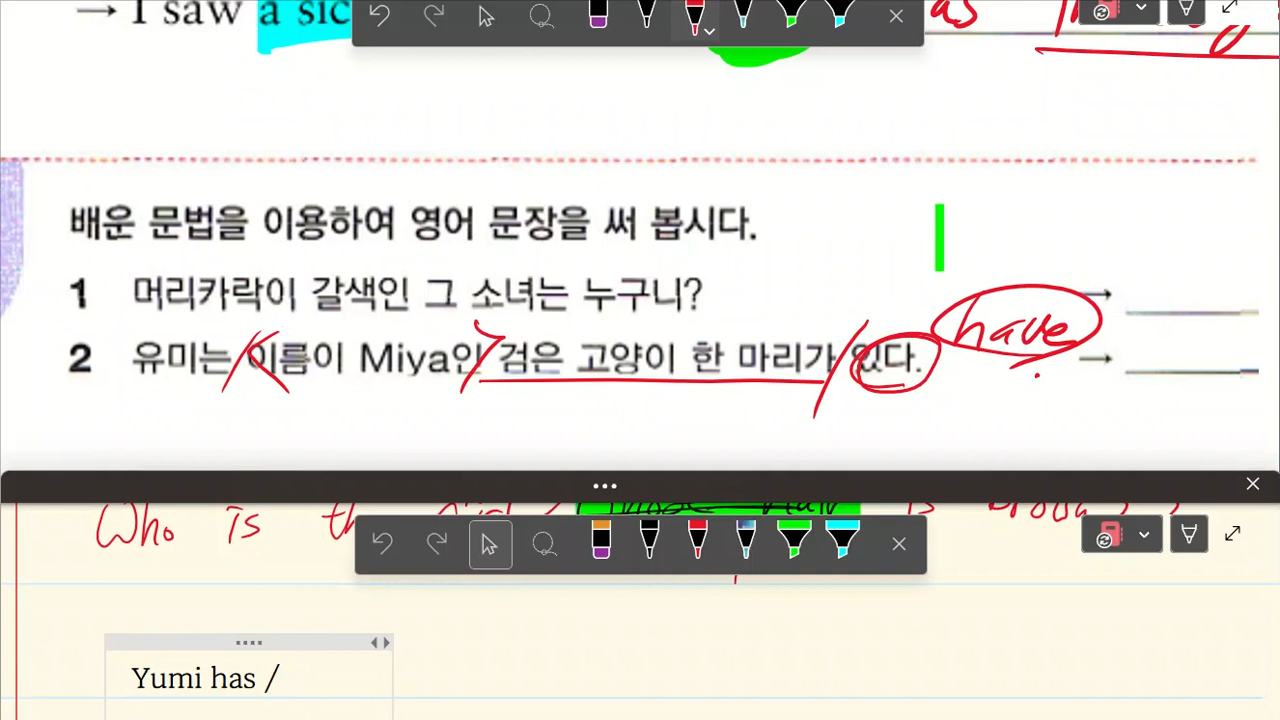 → I saw a sic
배운 문법을 이용하여 영어 문장을 써 봅시다.
1 머리카락이 갈색인 그 소녀는 누구니? →
have
2 유미는 이름이 Miya인 검은 고양이 한 마리가 있다. →
Who is th
Yumi has /